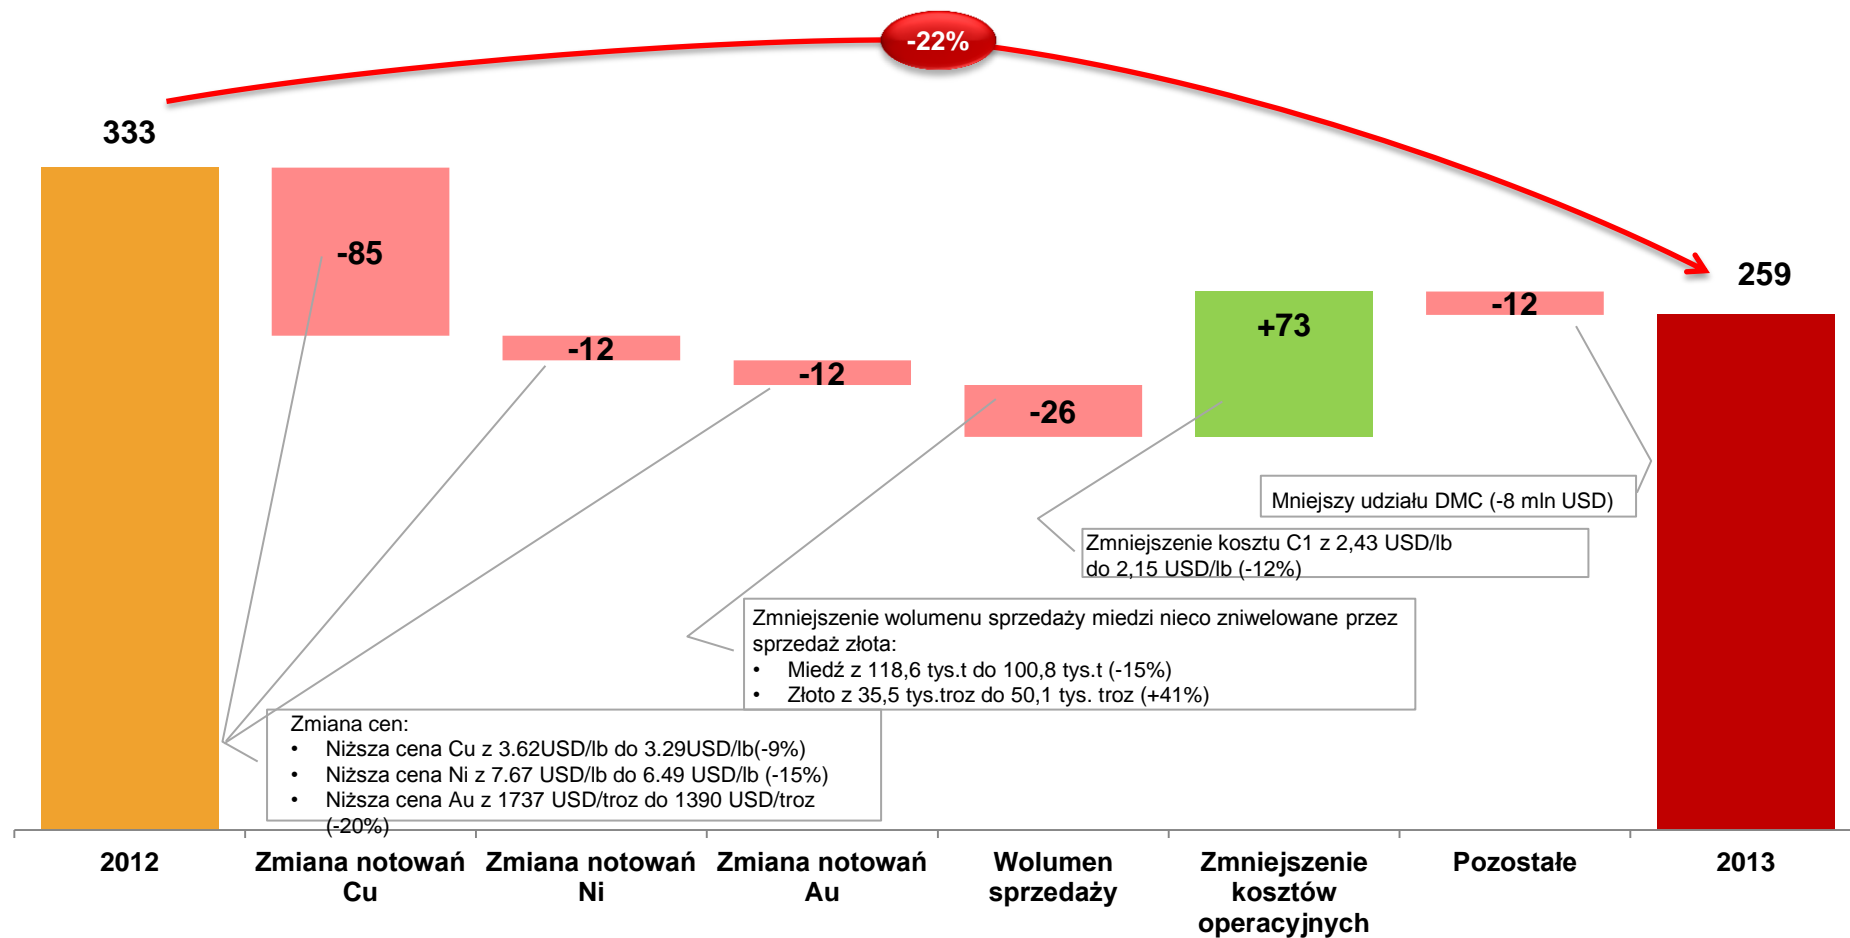 -22%
333
-85
-12
-12
-26
+73
-12
259
Mniejszy udziału DMC (-8 mln USD)
Zmniejszenie kosztu C1 z 2,43 USD/lb
do 2,15 USD/lb (-12%)
Zmniejszenie wolumenu sprzedaży miedzi nieco zniwelowane przez
sprzedaż złota:
• Miedź z 118,6 tys.t do 100,8 tys.t (-15%)
• Złoto z 35,5 tys.troz do 50,1 tys. troz (+41%)
Zmiana cen:
• Niższa cena Cu z 3.62USD/lb do 3.29USD/lb(-9%)
• Niższa cena Ni z 7.67 USD/lb do 6.49 USD/lb (-15%)
• Niższa cena Au z 1737 USD/troz do 1390 USD/troz
(-20%)
2012
Zmiana notowań
Cu
Zmiana notowań
Ni
Zmiana notowań
Au
Wolumen
sprzedaży
Zmniejszenie
kosztów
operacyjnych
Pozostałe
2013